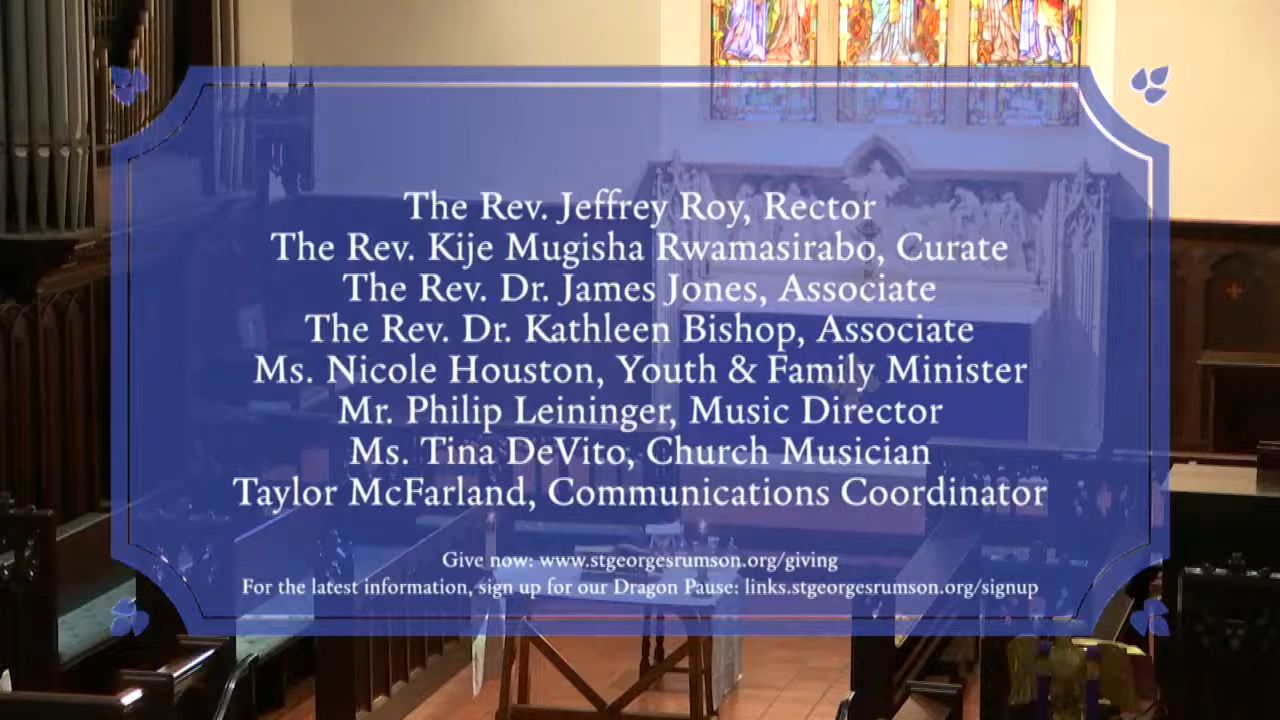 The Rev. Jeffrey Roy, Rector
The Rev. Kije Mugisha Rwamasirabo, Curate
The Rev. Dr. James Jones, Associate
The Rev. Dr. Kathleen Bishop, Associate
Ms. Nicole Houston, Youth & Family Minister
Mr. Philip Leininger, Music Director
Ms. Tina DeVito, Church Musician
Taylor McFarland, Communications Coordinator
Give now: www.stgeorgesrumson.org/giving
For the latest information, sign up for our Dragon Pause: links.stgeorgesrumson.org/signup